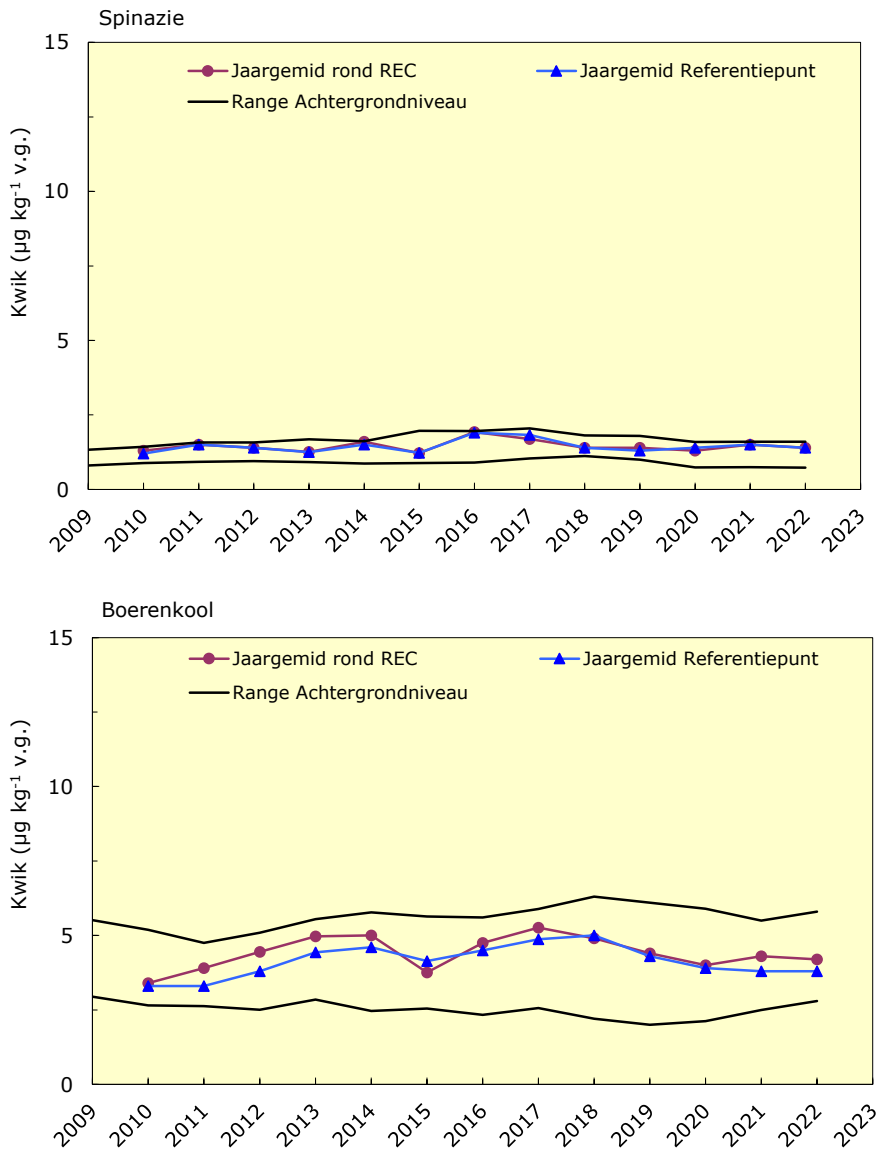 Spinazie
15
Jaargemid rond REC
Jaargemid Referentiepunt
Range Achtergrondniveau
10
5
0
Kwik (µg kg⁻¹ v.g.)
2009 2010 2011 2012 2013 2014 2015 2016 2017 2018 2019 2020 2021 2022 2023
Boerenkool
15
Jaargemid rond REC
Jaargemid Referentiepunt
Range Achtergrondniveau
10
5
0
Kwik (µg kg⁻¹ v.g.)
2009 2010 2011 2012 2013 2014 2015 2016 2017 2018 2019 2020 2021 2022 2023